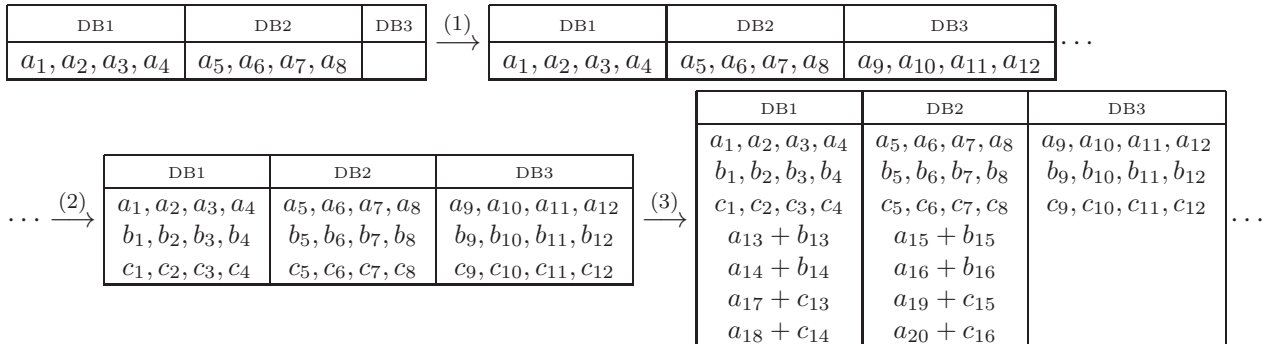 DB1 DB2 DB3 (1) DB1 DB2 DB3
a₁, a₂, a₃, a₄ a₅, a₆, a₇, a₈ ⟶ a₁, a₂, a₃, a₄ a₅, a₆, a₇, a₈ a₉, a₁₀, a₁₁, a₁₂ ···
··· (2) ⟶
DB1 DB2 DB3
a₁, a₂, a₃, a₄ a₅, a₆, a₇, a₈ a₉, a₁₀, a₁₁, a₁₂
b₁, b₂, b₃, b₄ b₅, b₆, b₇, b₈ b₉, b₁₀, b₁₁, b₁₂
c₁, c₂, c₃, c₄ c₅, c₆, c₇, c₈ c₉, c₁₀, c₁₁, c₁₂
(3) ⟶
DB1 DB2 DB3
a₁, a₂, a₃, a₄ a₅, a₆, a₇, a₈ a₉, a₁₀, a₁₁, a₁₂
b₁, b₂, b₃, b₄ b₅, b₆, b₇, b₈ b₉, b₁₀, b₁₁, b₁₂
c₁, c₂, c₃, c₄ c₅, c₆, c₇, c₈ c₉, c₁₀, c₁₁, c₁₂
a₁₃ + b₁₃ a₁₅ + b₁₅
a₁₄ + b₁₄ a₁₆ + b₁₆
a₁₇ + c₁₃ a₁₉ + c₁₅
a₁₈ + c₁₄ a₂₀ + c₁₆
···